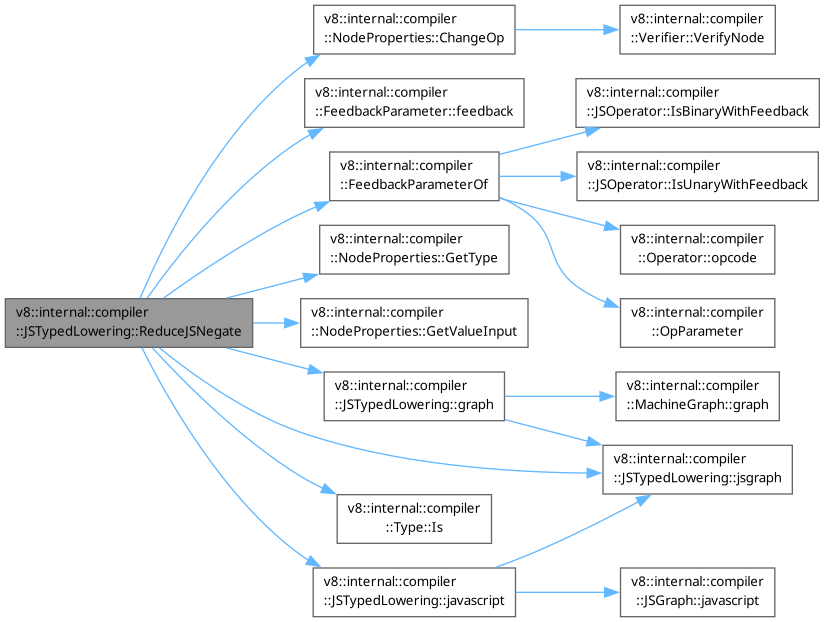 v8::internal::compiler
::JSTypedLowering::ReduceJSNegate
v8::internal::compiler
::NodeProperties::ChangeOp
v8::internal::compiler
::Verifier::VerifyNode
v8::internal::compiler
::FeedbackParameter::feedback
v8::internal::compiler
::FeedbackParameterOf
v8::internal::compiler
::JSOperator::IsBinaryWithFeedback
v8::internal::compiler
::JSOperator::IsUnaryWithFeedback
v8::internal::compiler
::Operator::opcode
v8::internal::compiler
::OpParameter
v8::internal::compiler
::NodeProperties::GetType
v8::internal::compiler
::NodeProperties::GetValueInput
v8::internal::compiler
::JSTypedLowering::graph
v8::internal::compiler
::MachineGraph::graph
v8::internal::compiler
::JSTypedLowering::jsgraph
v8::internal::compiler
::Type::Is
v8::internal::compiler
::JSTypedLowering::javascript
v8::internal::compiler
::JSGraph::javascript